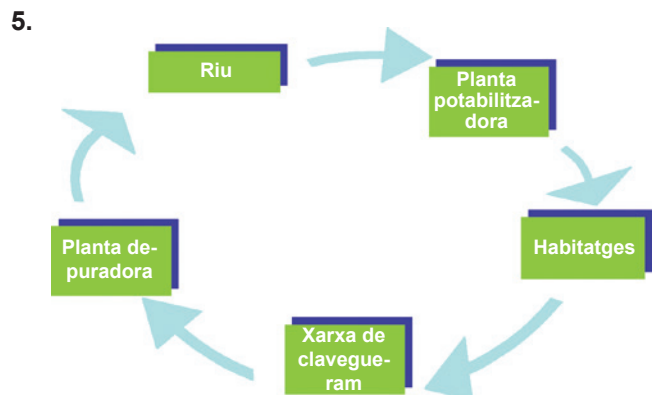 5.
Riu
Planta
potabilitza-
dora
Habitatges
Xarxa de
clavegue-
ram
Planta de-
puradora